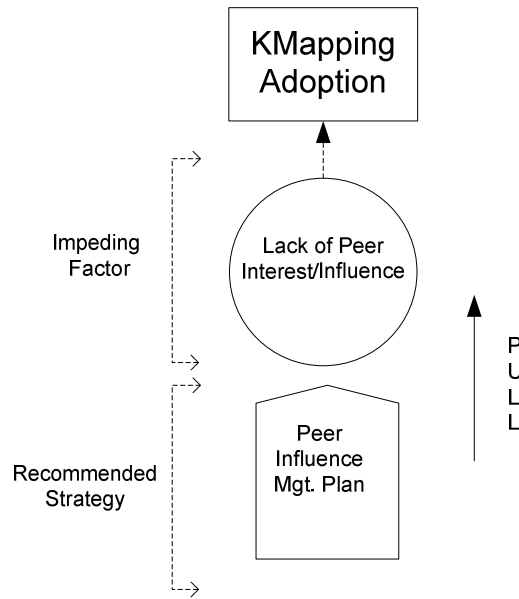 KMapping
Adoption
Impeding
Factor
Lack of Peer
Interest/Influence
P
U
L
L
Recommended
Strategy
Peer
Influence
Mgt. Plan